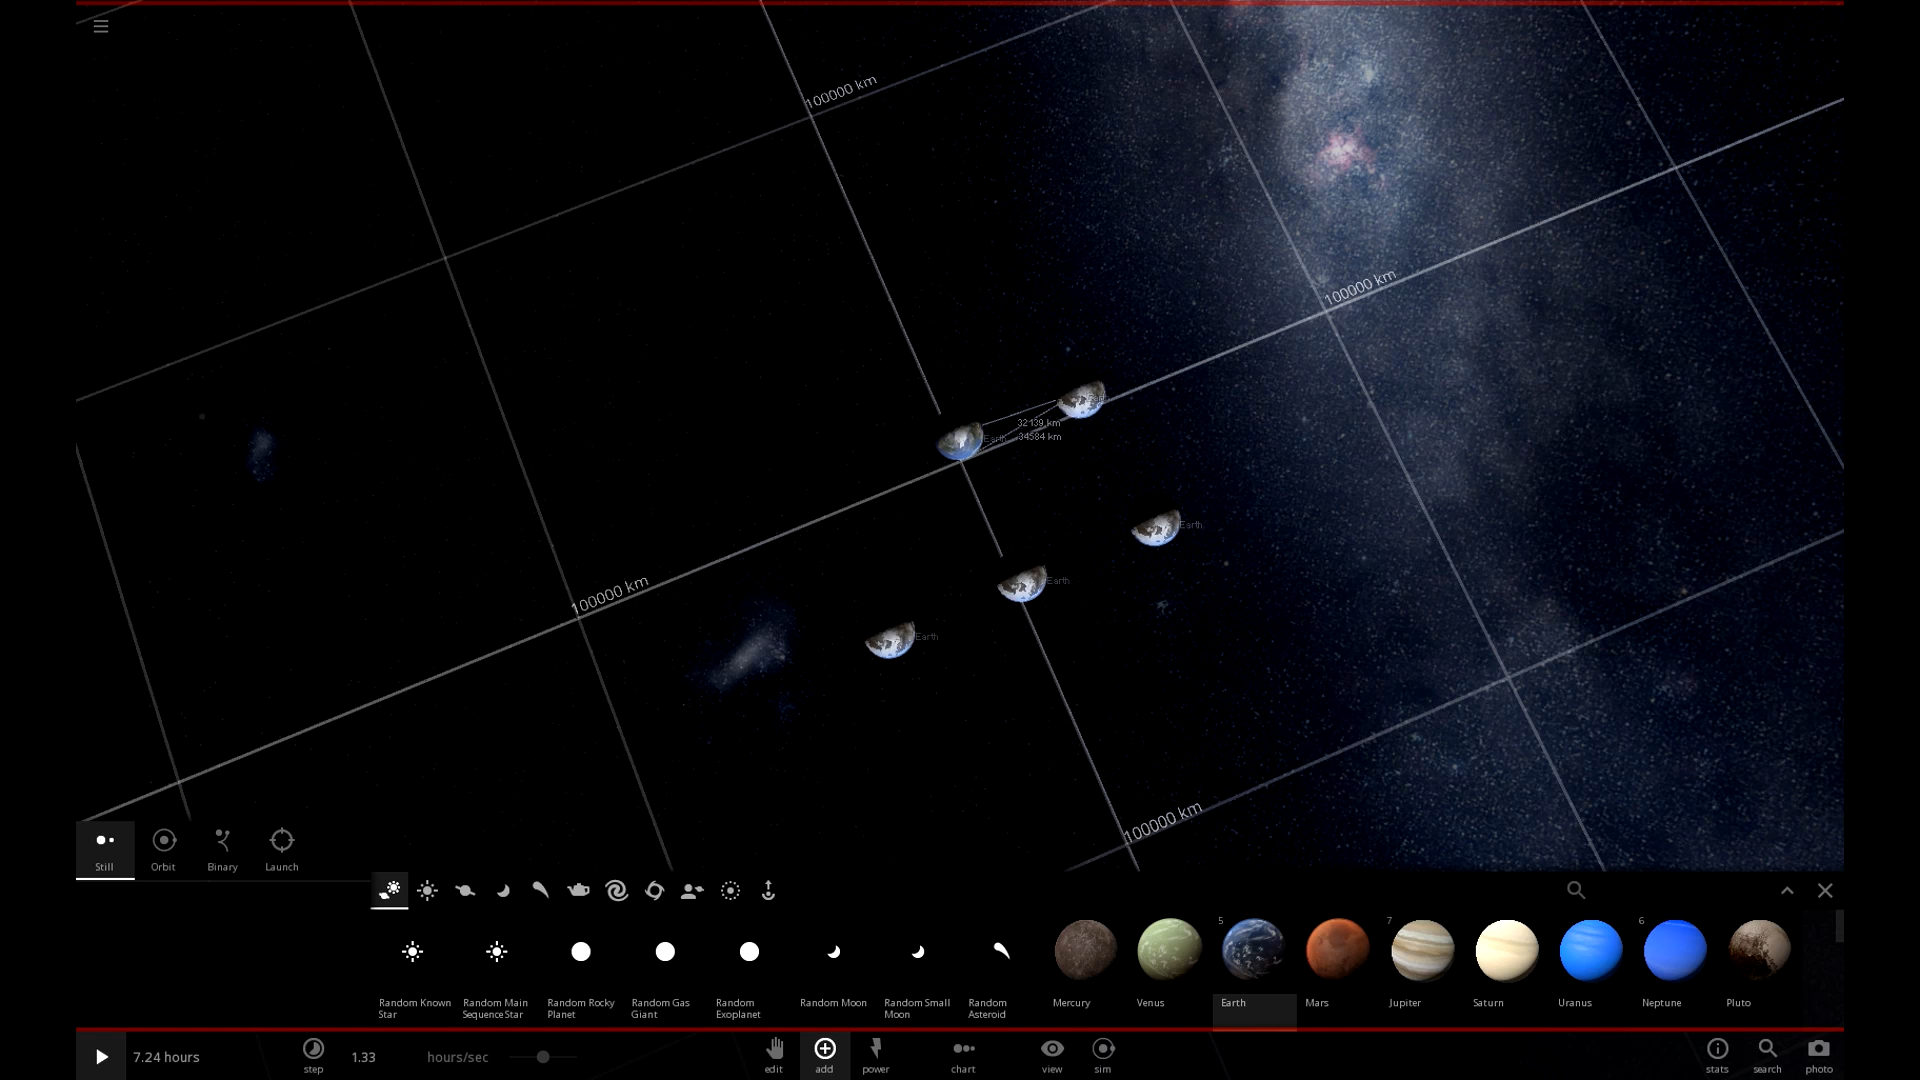 100000 km
100000 km
Earth
32139 km
Earth
34584 km
Earth
Earth
100000 km
Earth
100000 km
Still
Orbit
Binary
Launch
5
7
6
Random Known
Star
Random Main
Sequence Star
Random Rocky
Planet
Random Gas
Giant
Random
Exoplanet
Random Moon
Random Small
Moon
Random
Asteroid
Mercury
Venus
Earth
Mars
Jupiter
Saturn
Uranus
Neptune
Pluto
7.24 hours
step
1.33
hours/sec
edit
add
power
chart
view
sim
stats
search
photo